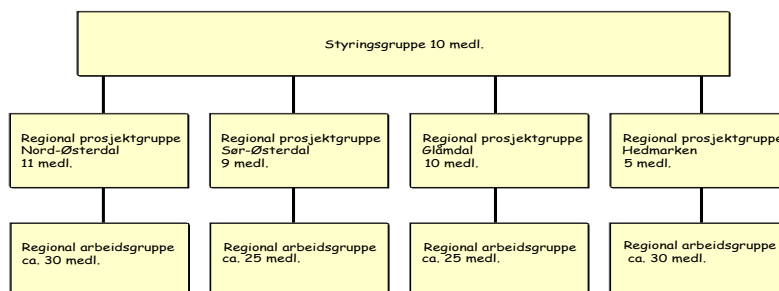 Styringsgruppe 10 medl.
Regional prosjektgruppe
Nord-Østerdal
11 medl.
Regional prosjektgruppe
Sør-Østerdal
9 medl.
Regional prosjektgruppe
Glåmdal
10 medl.
Regional prosjektgruppe
Hedmarken
5 medl.
Regional arbeidsgruppe
ca. 30 medl.
Regional arbeidsgruppe
ca. 25 medl.
Regional arbeidsgruppe
ca. 25 medl.
Regional arbeidsgruppe
ca. 30 medl.